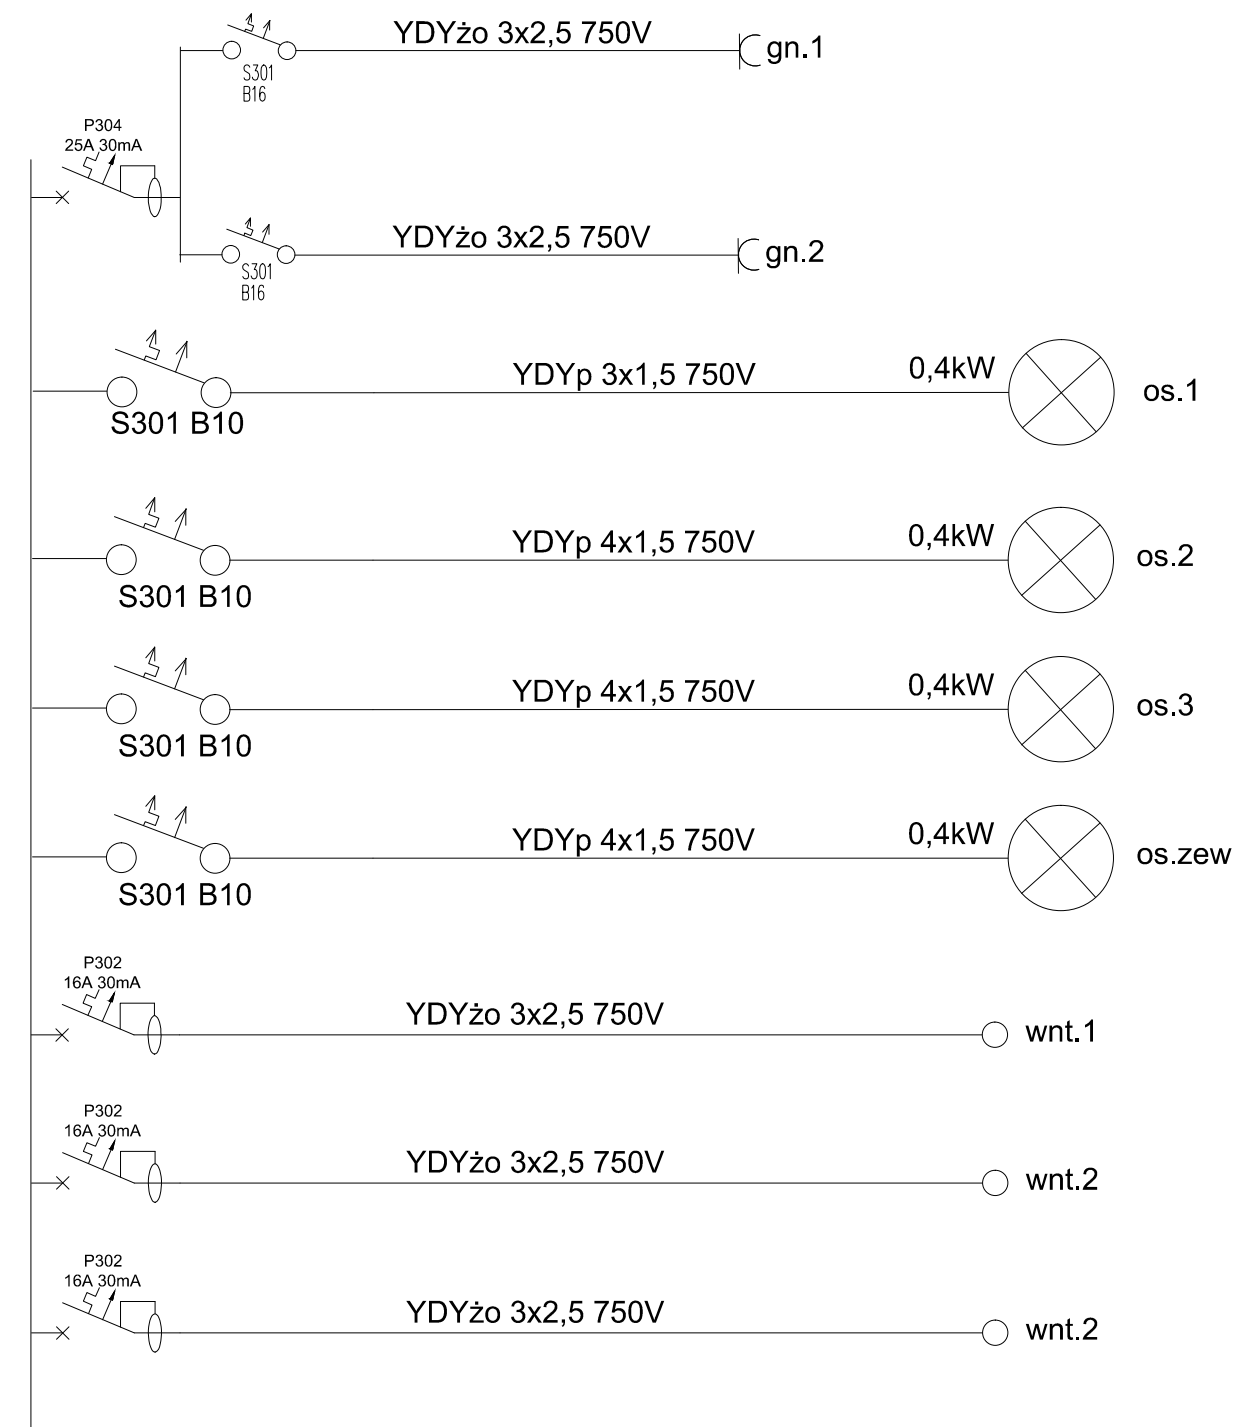 YDYżo 3x2,5 750V
gn.1
S301
B16
P304
25A 30mA
YDYżo 3x2,5 750V
gn.2
S301
B16
YDYp 3x1,5 750V
0,4kW
os.1
S301 B10
YDYp 4x1,5 750V
0,4kW
os.2
S301 B10
YDYp 4x1,5 750V
0,4kW
os.3
S301 B10
YDYp 4x1,5 750V
0,4kW
os.zew
S301 B10
P302
16A 30mA
YDYżo 3x2,5 750V
wnt.1
P302
16A 30mA
YDYżo 3x2,5 750V
wnt.2
P302
16A 30mA
YDYżo 3x2,5 750V
wnt.2